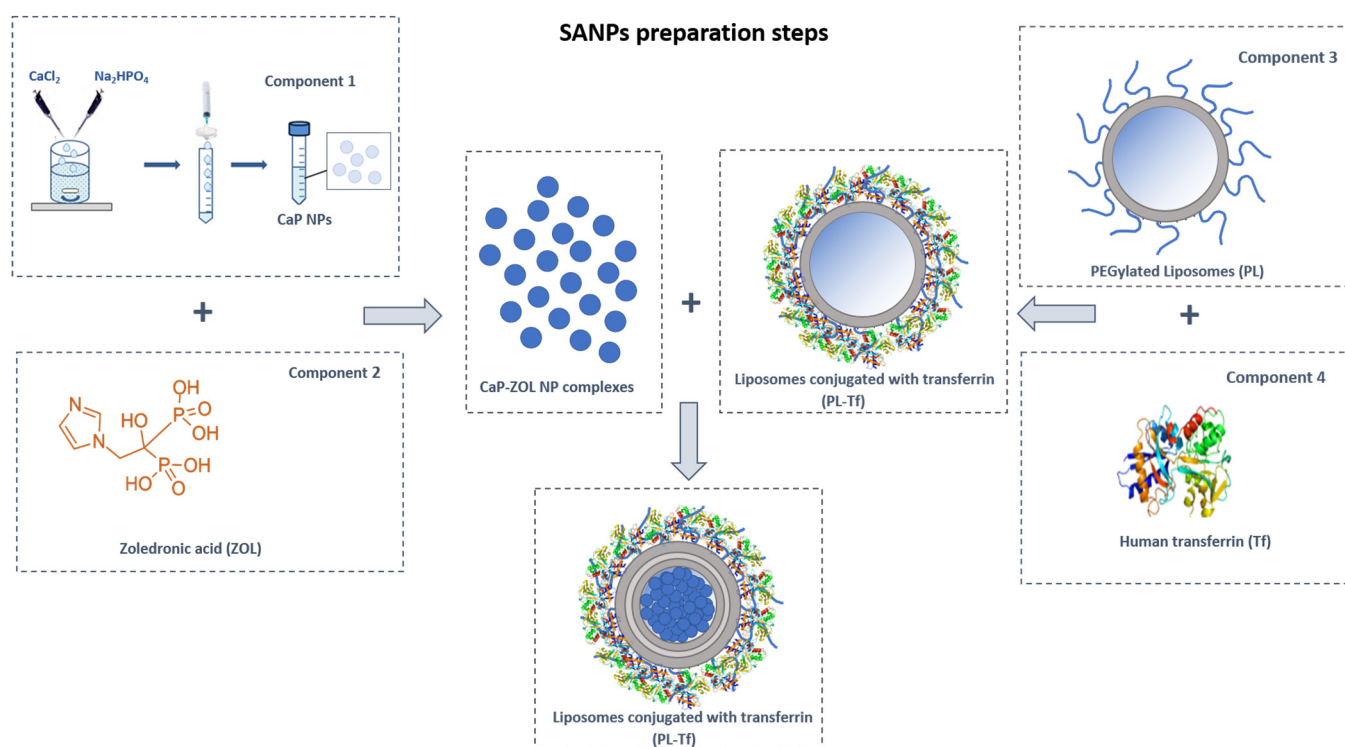 SANPs preparation steps
CaCl₂
Na₂HPO₄
Component 1
CaP NPs
+
Component 2
N
N
HO
OH
P
O
OH
P
OH
OH
HO
O
Zoledronic acid (ZOL)
CaP-ZOL NP complexes
+
Liposomes conjugated with transferrin
(PL-Tf)
Component 3
PEGylated Liposomes (PL)
+
Component 4
Human transferrin (Tf)
Liposomes conjugated with transferrin
(PL-Tf)